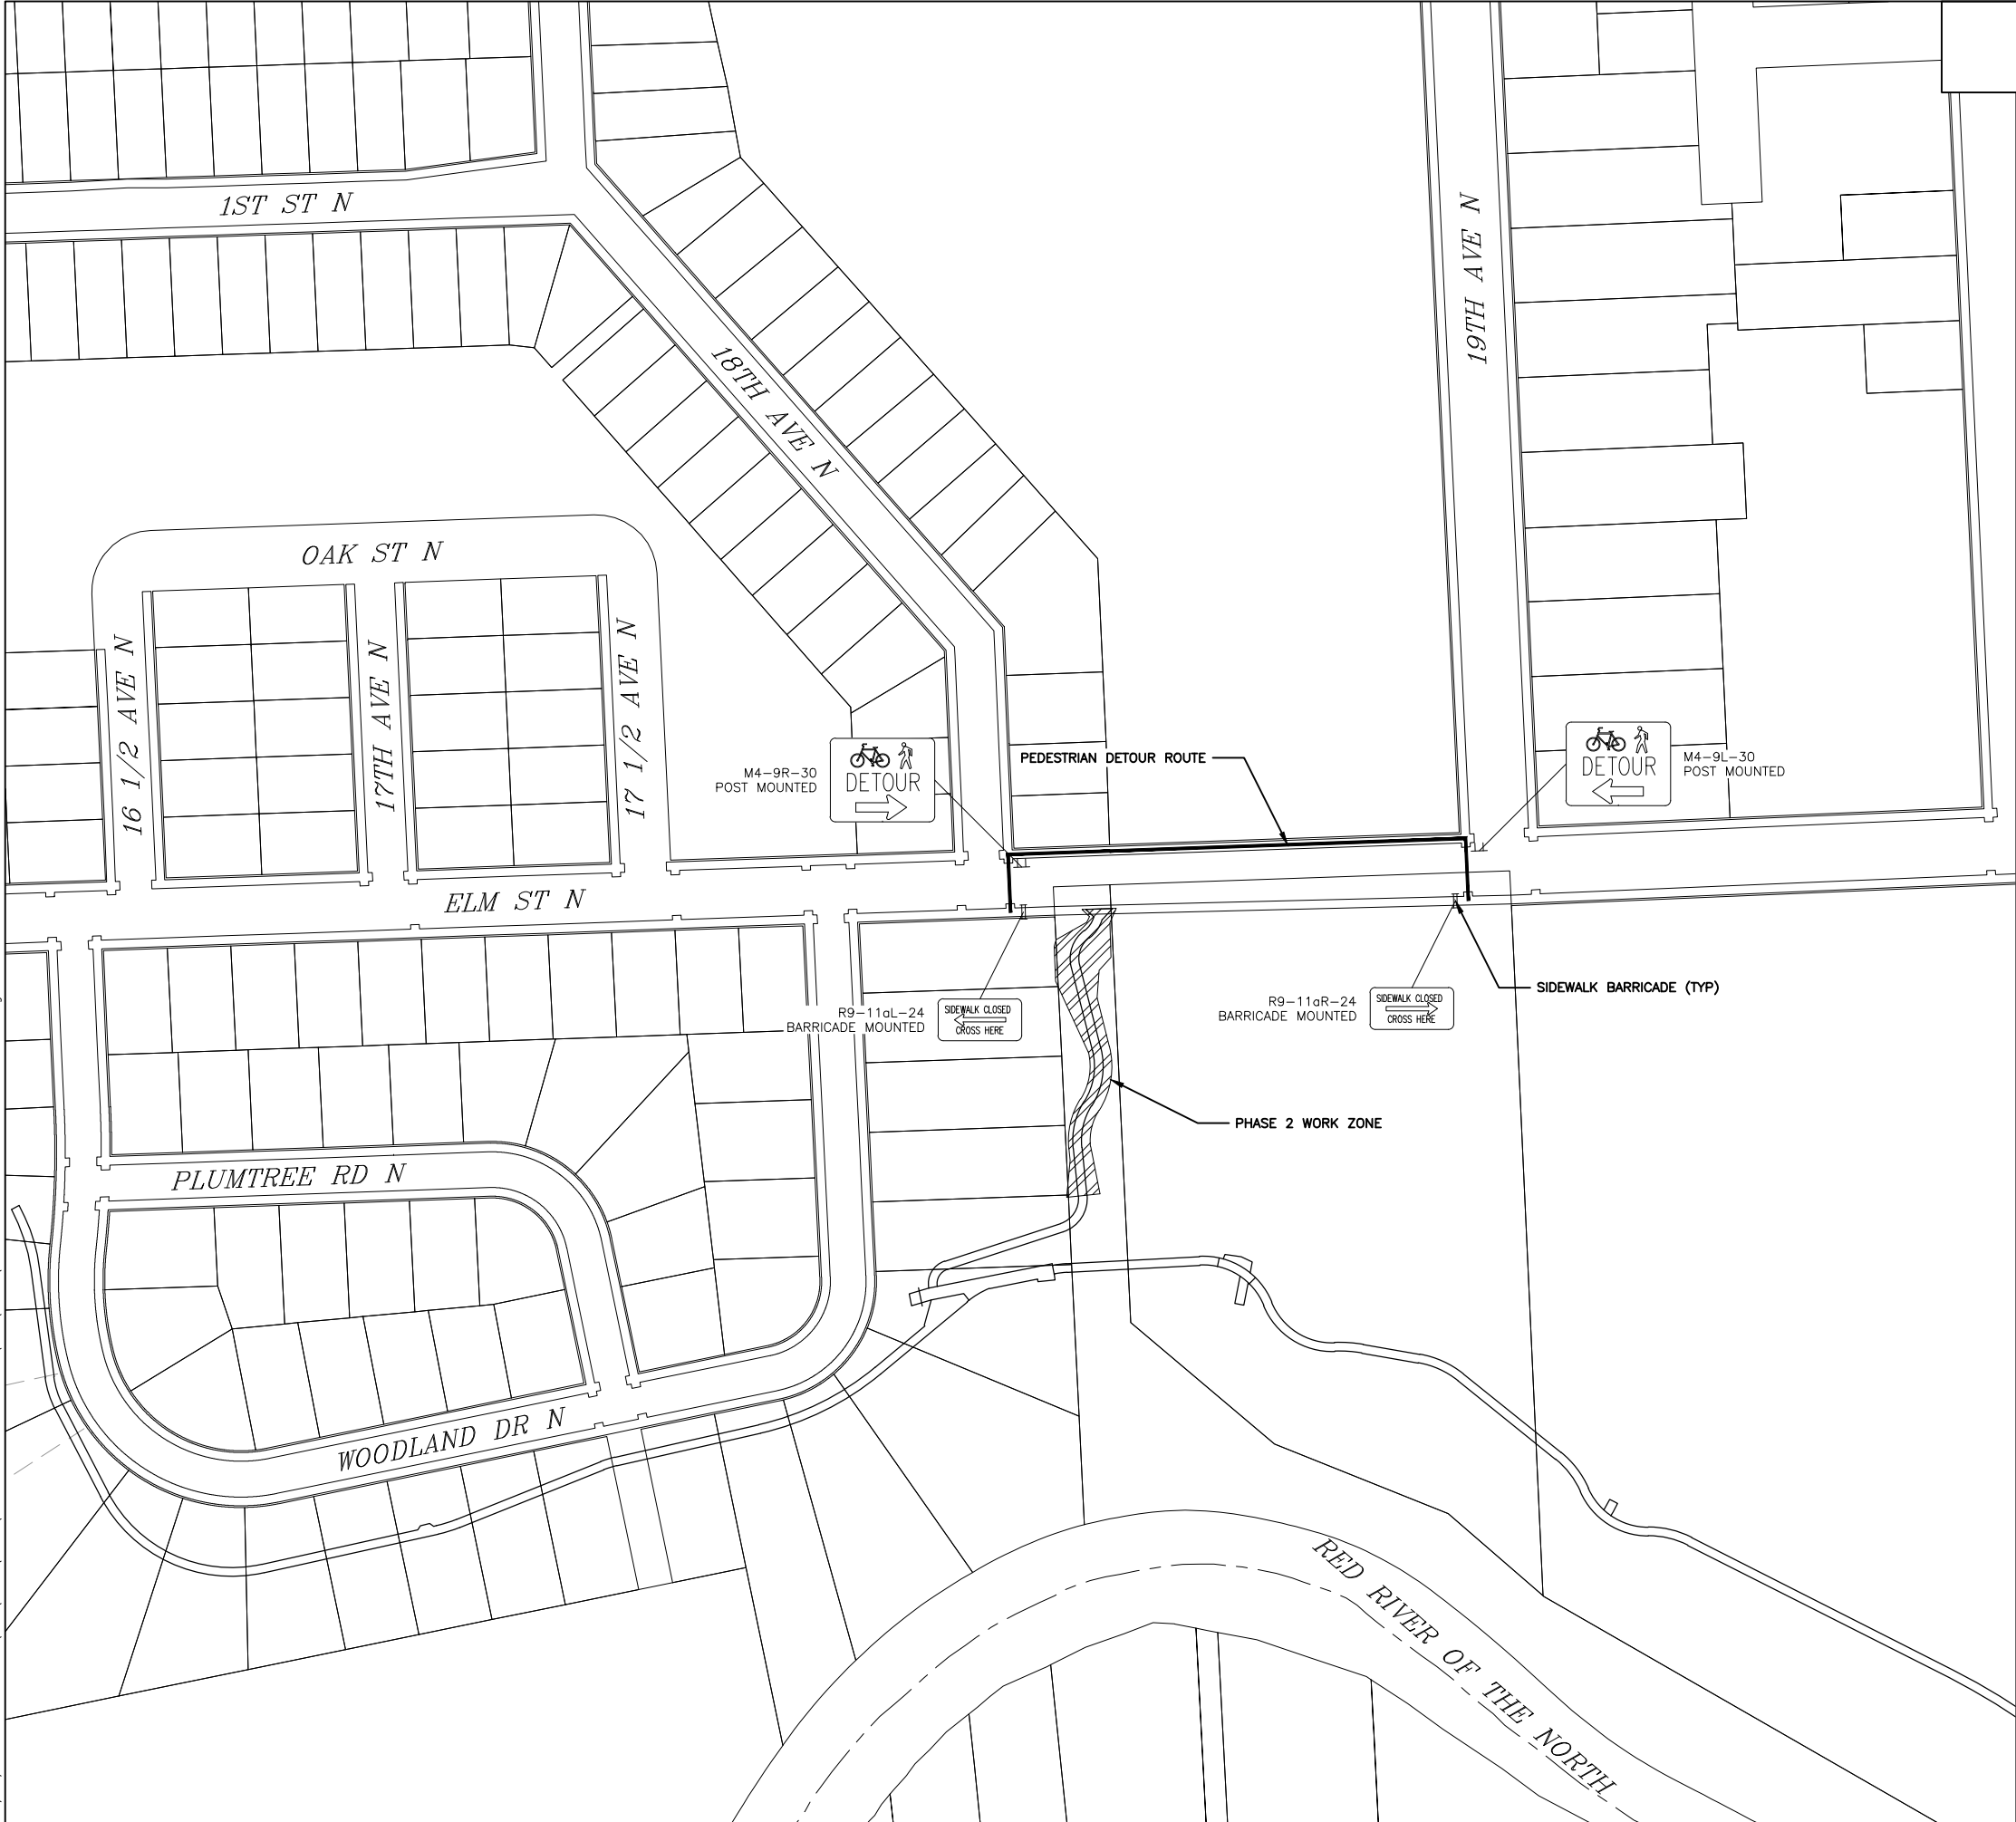 1ST ST N
19TH AVE N
18TH AVE N
OAK ST N
16 1/2 AVE N
17TH AVE N
17 1/2 AVE N
M4-9R-30
POST MOUNTED
DETOUR
PEDESTRIAN DETOUR ROUTE
DETOUR
M4-9L-30
POST MOUNTED
ELM ST N
R9-11aL-24
BARRICADE MOUNTED
SIDEWALK CLOSED
CROSS HERE
R9-11aR-24
BARRICADE MOUNTED
SIDEWALK CLOSED
CROSS HERE
SIDEWALK BARRICADE (TYP)
PHASE 2 WORK ZONE
PLUMTREE RD N
WOODLAND DR N
RED RIVER OF THE NORTH